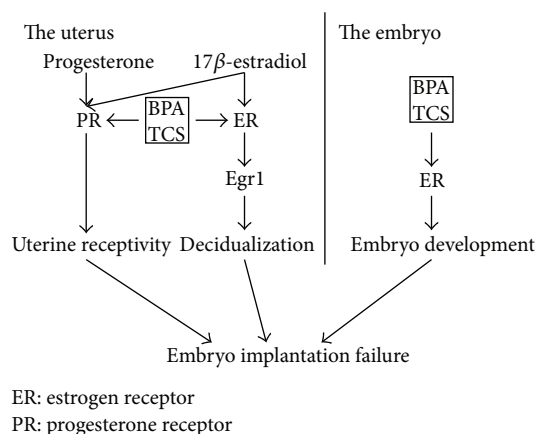 The uterus
Progesterone
17β-estradiol
PR
BPA
TCS
ER
Egr1
Uterine receptivity
Decidualization
The embryo
BPA
TCS
ER
Embryo development
Embryo implantation failure
ER: estrogen receptor
PR: progesterone receptor